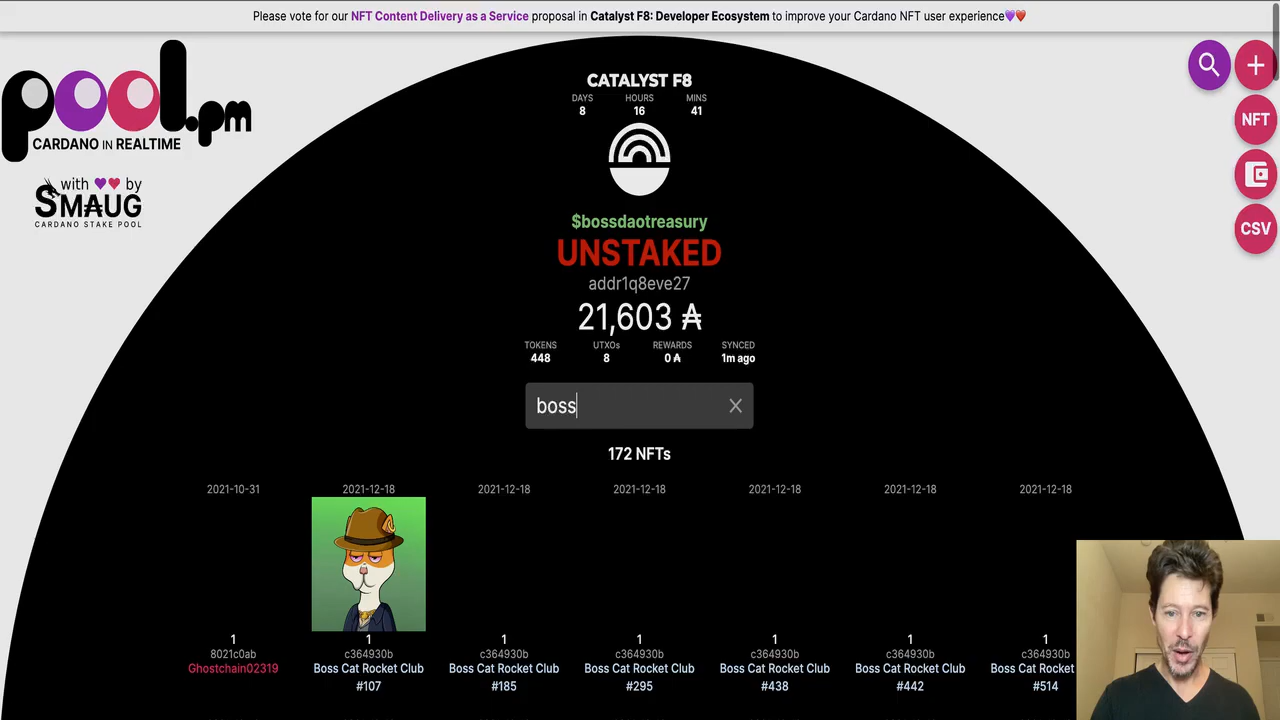 Please vote for our NFT Content Delivery as a Service proposal in Catalyst F8: Developer Ecosystem to improve your Cardano NFT user experience💜❤️
pool.pm
CARDANO IN REALTIME
with 💜❤️ by
SM₳UG
CARDANO STAKE POOL
CATALYST F8
DAYS HOURS MINS
8 16 41
$bossdaotreasury
UNSTAKED
addr1q8eve27
21,603 ₳
TOKENS UTXOs REWARDS SYNCED
448 8 0 ₳ 1m ago
boss
172 NFTs
NFT
CSV
2021-10-31 2021-12-18 2021-12-18 2021-12-18 2021-12-18 2021-12-18 2021-12-18
1 1 1 1 1 1 1
8021c0ab c364930b c364930b c364930b c364930b c364930b c364930b
Ghostchain02319 Boss Cat Rocket Club Boss Cat Rocket Club Boss Cat Rocket Club Boss Cat Rocket Club Boss Cat Rocket Club Boss Cat Rocket
#107 #185 #295 #438 #442 #514